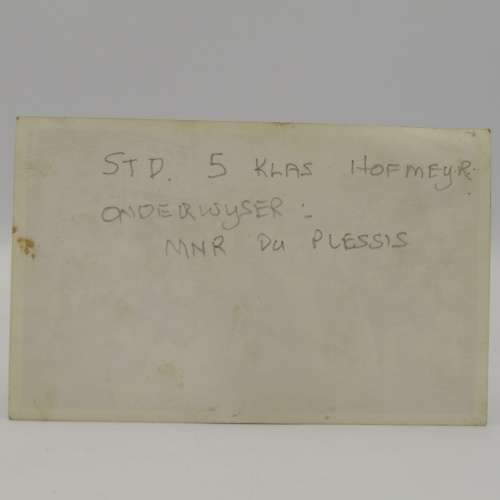 STD. 5 KLAS HOFMEYR.
ONDERWYSER:
MNR DU PLESSIS